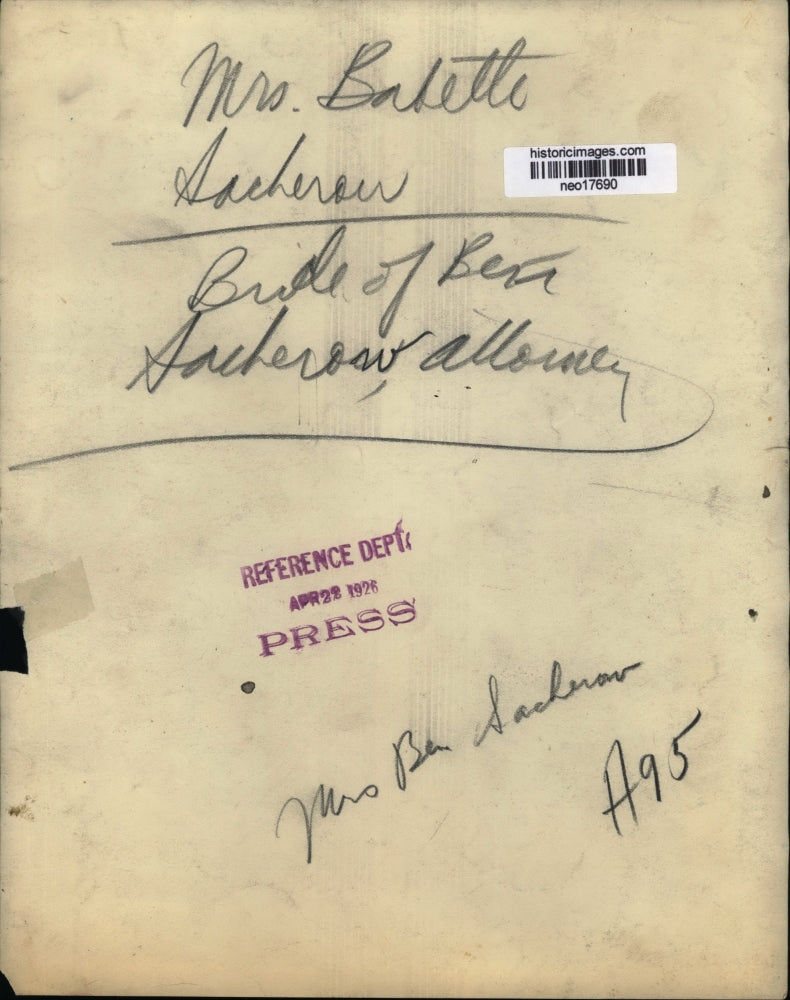 Mrs. Babette
historicimages.com
neo17690
Sacherow
Bride of Ben
Sacherow, attorney
REFERENCE DEPT.
APR 28 1926
PRESS
Mrs Ben Sacherow
A95